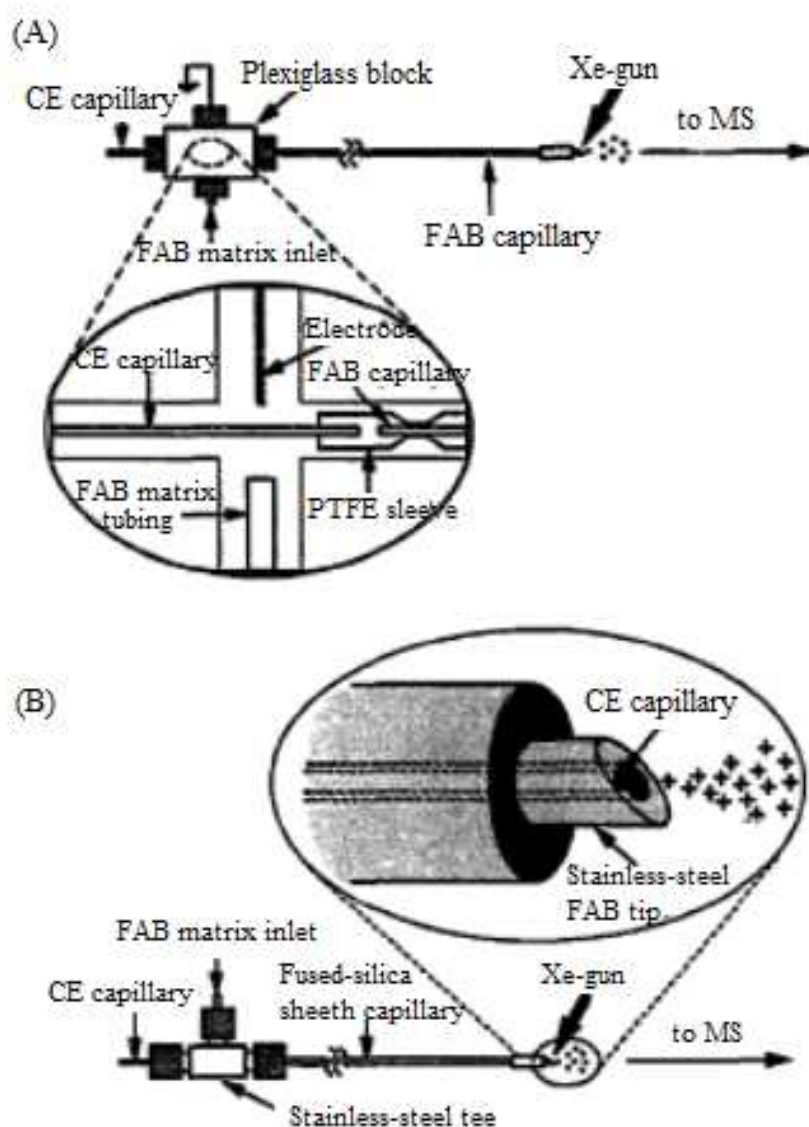 (A)
Plexiglass block
CE capillary
Xe-gun
to MS
FAB capillary
FAB matrix inlet
Electrode
CE capillary
FAB capillary
FAB matrix
tubing
PTFE sleeve
(B)
CE capillary
Stainless-steel
FAB tip
FAB matrix inlet
Fused-silica
sheeth capillary
CE capillary
Xe-gun
to MS
Stainless-steel tee